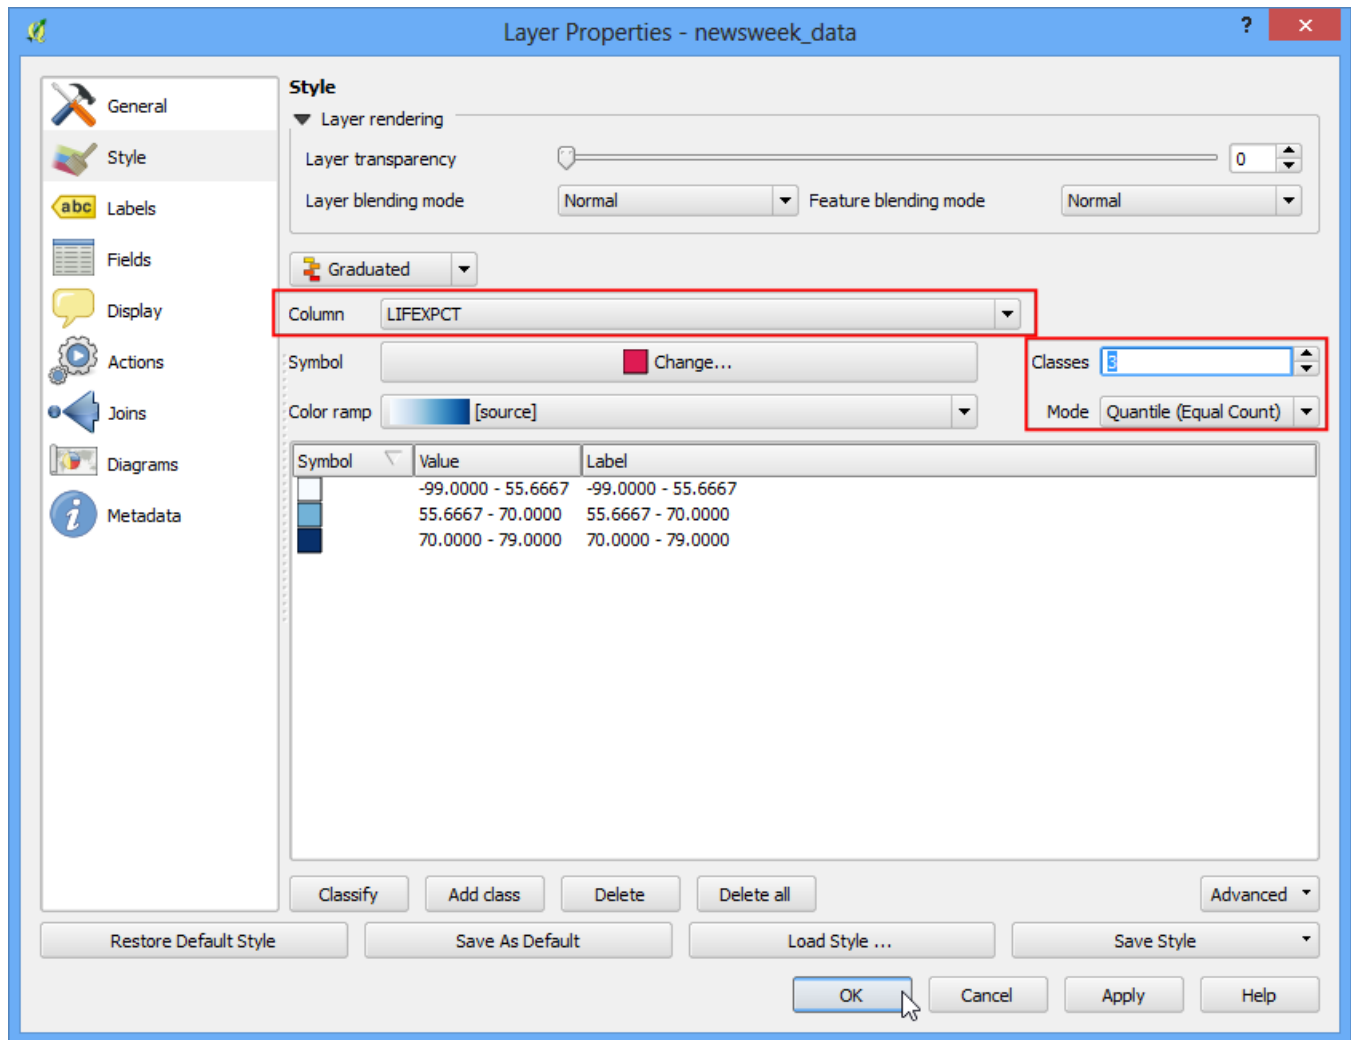 Layer Properties - newsweek_data
?
General
Style
abc Labels
Fields
Display
Actions
Joins
Diagrams
i Metadata
Style
Layer rendering
Layer transparency 0
Layer blending mode Normal Feature blending mode Normal
Graduated
Column LIFEXPCT
Symbol Change... Classes 3
Color ramp [source] Mode Quantile (Equal Count)
Symbol Value Label
-99.0000 - 55.6667 -99.0000 - 55.6667
55.6667 - 70.0000 55.6667 - 70.0000
70.0000 - 79.0000 70.0000 - 79.0000
Classify Add class Delete Delete all Advanced
Restore Default Style Save As Default Load Style ... Save Style
OK Cancel Apply Help